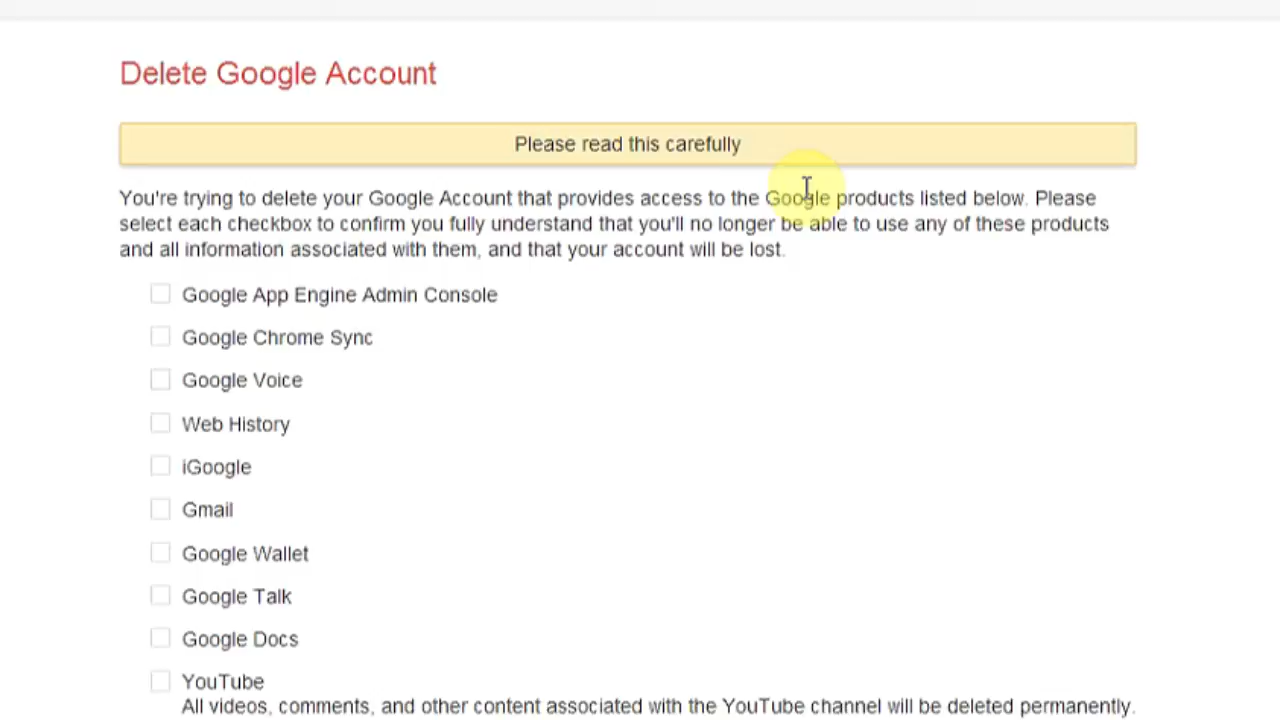 Delete Google Account
Please read this carefully
You're trying to delete your Google Account that provides access to the Google products listed below. Please
select each checkbox to confirm you fully understand that you'll no longer be able to use any of these products
and all information associated with them, and that your account will be lost.
Google App Engine Admin Console
Google Chrome Sync
Google Voice
Web History
iGoogle
Gmail
Google Wallet
Google Talk
Google Docs
YouTube
All videos, comments, and other content associated with the YouTube channel will be deleted permanently.